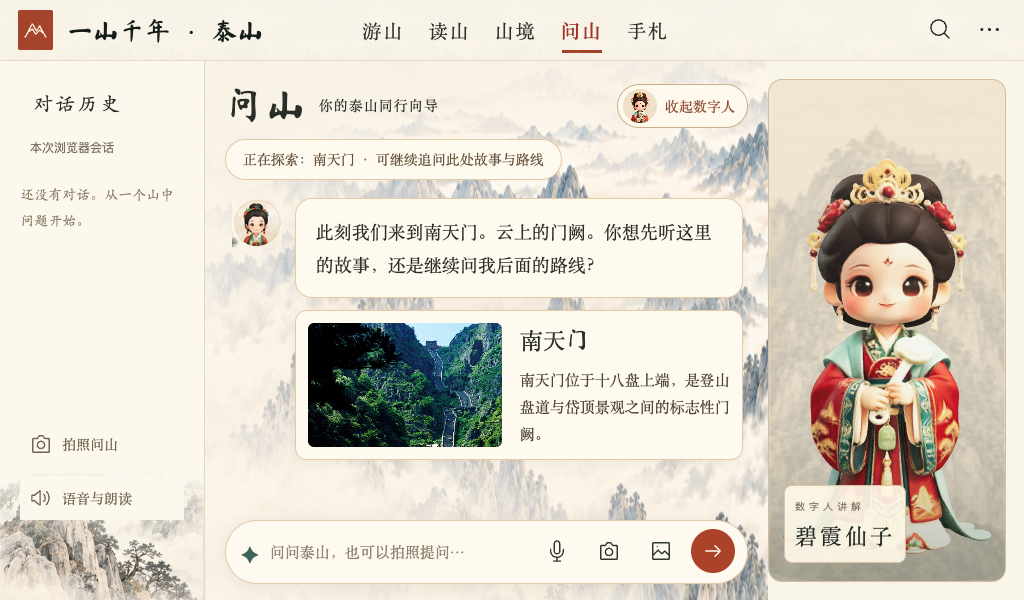 一山千年 · 泰山
游山 读山 山境 问山 手札
对话历史
本次浏览器会话
还没有对话。从一个山中
问题开始。
拍照问山
语音与朗读
问山 你的泰山同行向导
收起数字人
正在探索：南天门 · 可继续追问此处故事与路线
此刻我们来到南天门。云上的门阙。你想先听这里
的故事，还是继续问我后面的路线？
南天门
南天门位于十八盘上端，是登山
盘道与岱顶景观之间的标志性门
阙。
问问泰山，也可以拍照提问···
数字人讲解
碧霞仙子